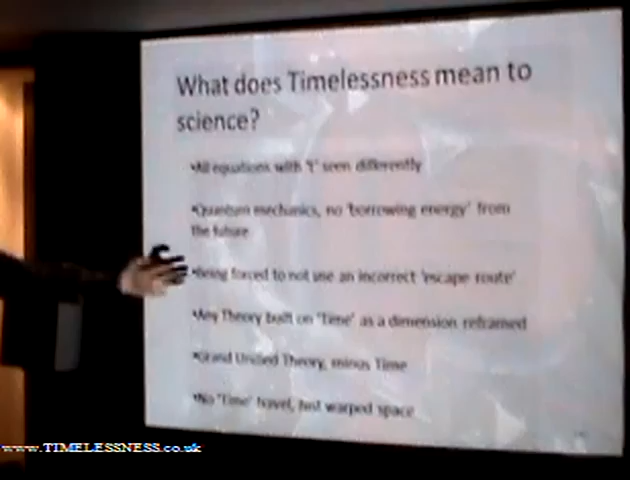 What does Timelessness mean to
science?
•All equations with 't' seen differently
•Quantum mechanics, no 'borrowing energy' from
the future
•Being forced to not use an incorrect 'escape route'
•Any Theory built on 'Time' as a dimension reframed
•Grand Unified Theory, minus Time
•No 'Time' travel, just warped space
www.TIMELESSNESS.co.uk